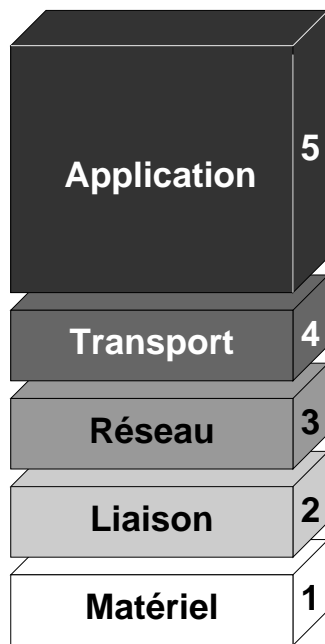 Application 5
Transport 4
Réseau 3
Liaison 2
Matériel 1